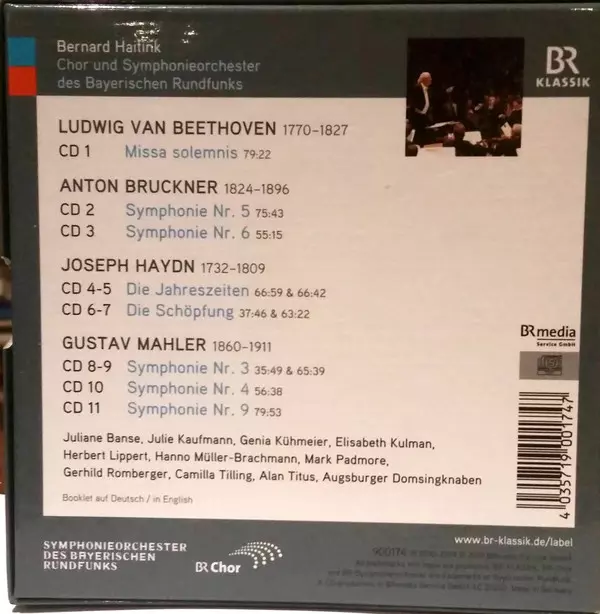 Bernard Haitink
Chor und Symphonieorchester
des Bayerischen Rundfunks
BR
KLASSIK
LUDWIG VAN BEETHOVEN 1770–1827
CD 1 Missa solemnis 79:22
ANTON BRUCKNER 1824–1896
CD 2 Symphonie Nr. 5 75:43
CD 3 Symphonie Nr. 6 55:15
JOSEPH HAYDN 1732–1809
CD 4-5 Die Jahreszeiten 66:59 & 66:42
CD 6-7 Die Schöpfung 37:46 & 63:22
GUSTAV MAHLER 1860–1911
CD 8-9 Symphonie Nr. 3 35:49 & 65:39
CD 10 Symphonie Nr. 4 56:38
CD 11 Symphonie Nr. 9 79:53
BRmedia
Service GmbH
Juliane Banse, Julie Kaufmann, Genia Kühmeier, Elisabeth Kulman,
Herbert Lippert, Hanno Müller-Brachmann, Mark Padmore,
Gerhild Romberger, Camilla Tilling, Alan Titus, Augsburger Domsingknaben
Booklet auf Deutsch / in English
4 035719 001747
www.br-klassik.de/label
SYMPHONIEORCHESTER
DES BAYERISCHEN
RUNDFUNKS
BR Chor
900174